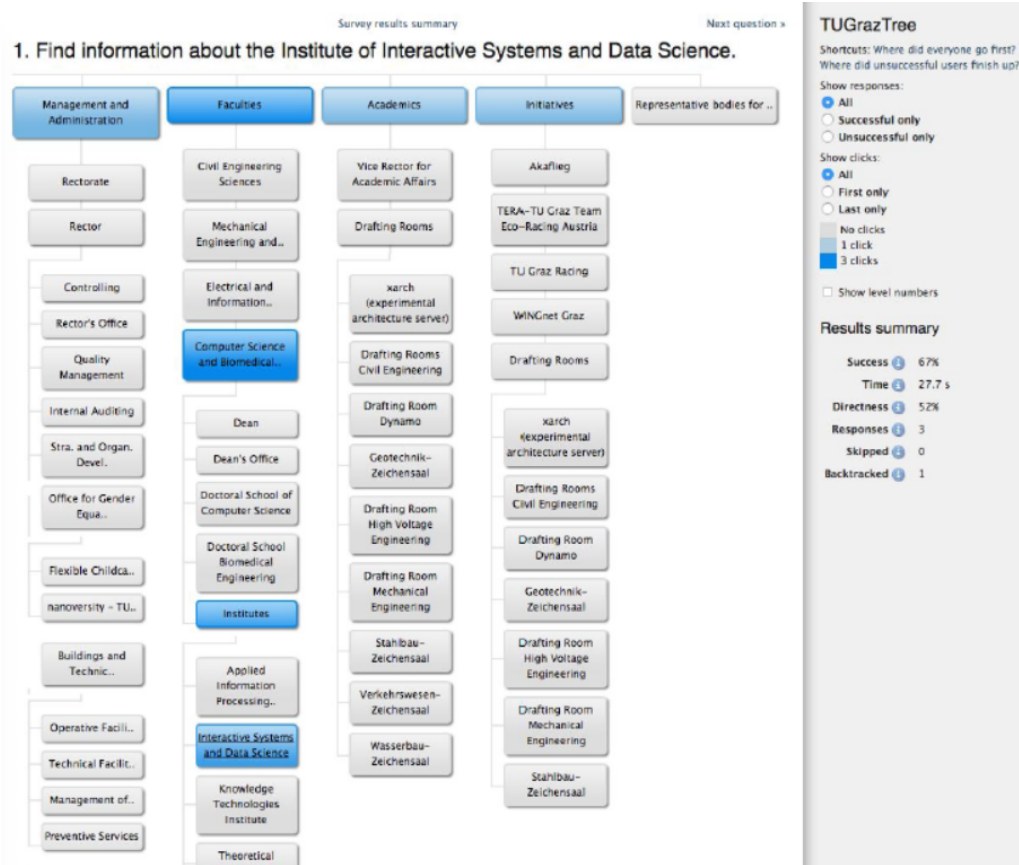 Survey results summary
Next question »
1. Find information about the Institute of Interactive Systems and Data Science.
Management and
Administration
Rectorate
Rector
Controlling
Rector's Office
Quality
Management
Internal Auditing
Stra. and Organ.
Devel.
Office for Gender
Equa..
Flexible Childca..
nanoversity - TU..
Buildings and
Technic..
Operative Facili..
Technical Facilit..
Management of..
Preventive Services
Faculties
Civil Engineering
Sciences
Mechanical
Engineering and..
Electrical and
Information..
Computer Science
and Biomedical..
Dean
Dean's Office
Doctoral School of
Computer Science
Doctoral School
Biomedical
Engineering
Institutes
Applied
Information
Processing..
Interactive Systems
and Data Science
Knowledge
Technologies
Institute
Theoretical
Academics
Vice Rector for
Academic Affairs
Drafting Rooms
xarch
(experimental
architecture server)
Drafting Rooms
Civil Engineering
Drafting Room
Dynamo
Geotechnik-
Zeichensaal
Drafting Room
High Voltage
Engineering
Drafting Room
Mechanical
Engineering
Stahlbau-
Zeichensaal
Verkehrswesen-
Zeichensaal
Wasserbau-
Zeichensaal
Initiatives
Akaflieg
TERA-TU Graz Team
Eco-Racing Austria
TU Graz Racing
WINGnet Graz
Drafting Rooms
xarch
(experimental
architecture server)
Drafting Rooms
Civil Engineering
Drafting Room
Dynamo
Geotechnik-
Zeichensaal
Drafting Room
High Voltage
Engineering
Drafting Room
Mechanical
Engineering
Stahlbau-
Zeichensaal
Representative bodies for ..
TUGrazTree
Shortcuts: Where did everyone go first?
Where did unsuccessful users finish up?
Show responses:
All
Successful only
Unsuccessful only
Show clicks:
All
First only
Last only
No clicks
1 click
3 clicks
Show level numbers
Results summary
Success 67%
Time 27.7 s
Directness 52%
Responses 3
Skipped 0
Backtracked 1